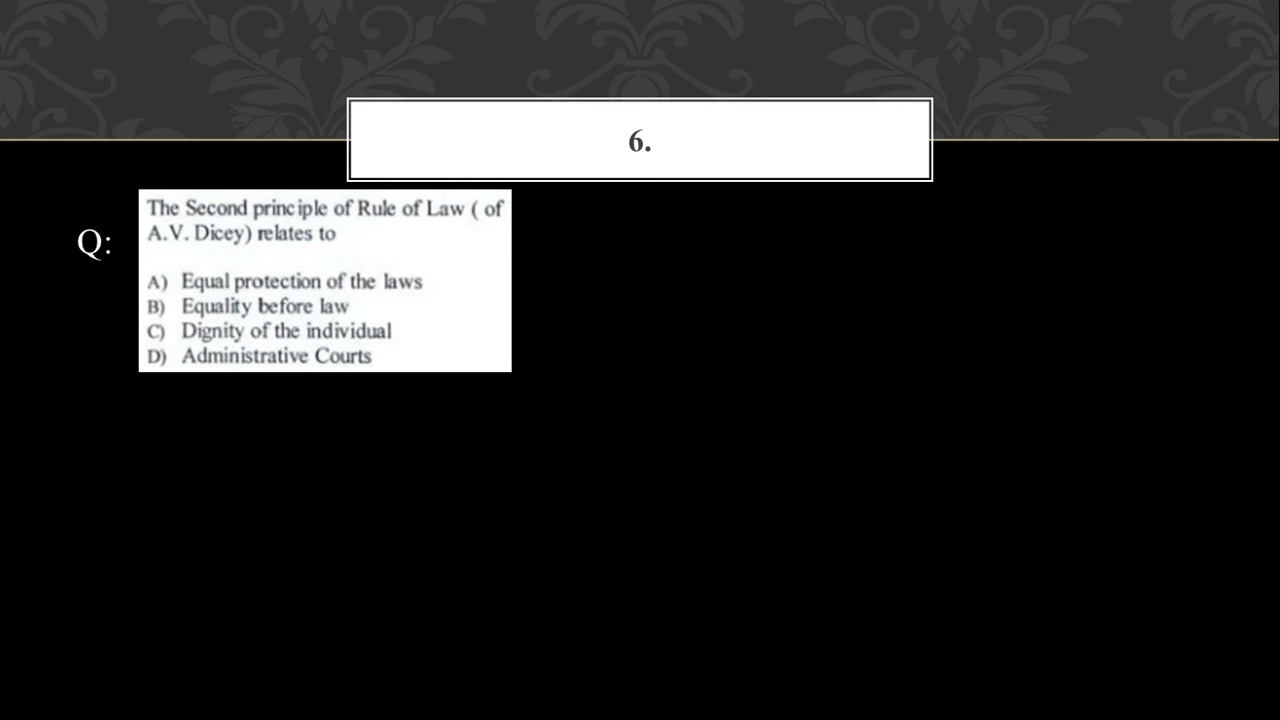 6.
Q:
The Second principle of Rule of Law ( of
A.V. Dicey) relates to
A) Equal protection of the laws
B) Equality before law
C) Dignity of the individual
D) Administrative Courts